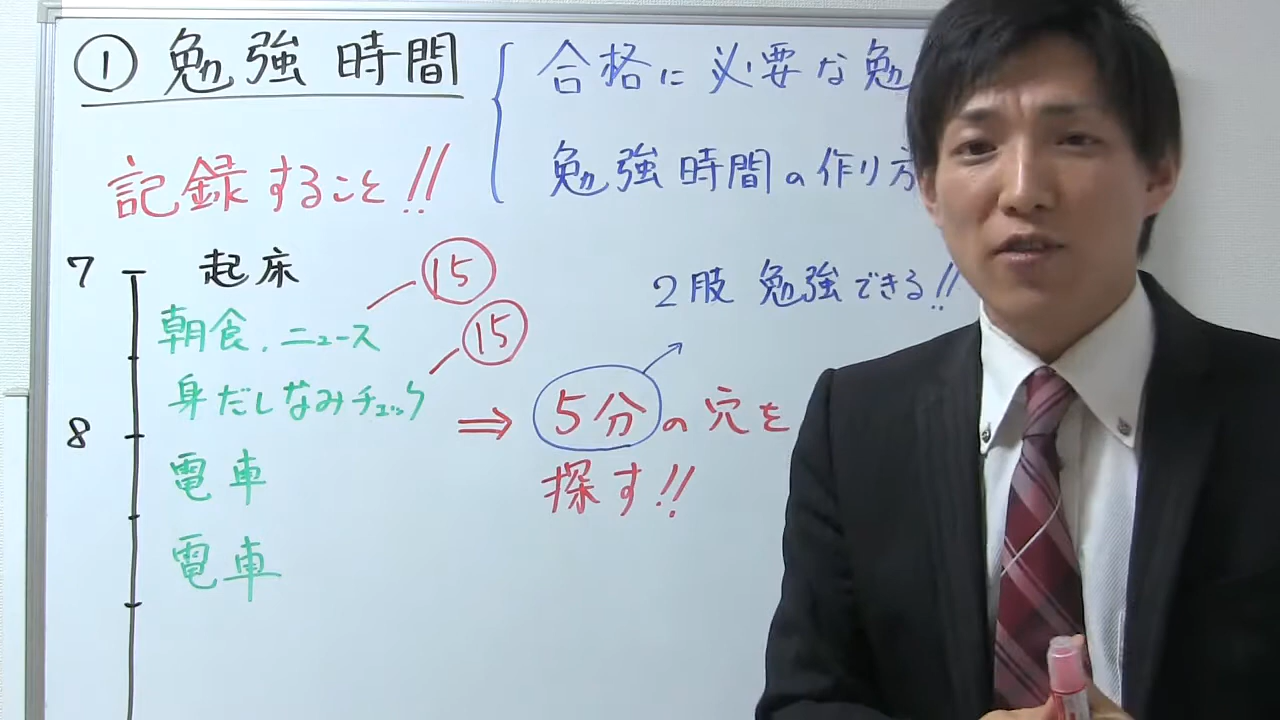 ① 勉強時間
合格に必要な勉
勉強時間の作り方
記録すること!!
7 起床
15
朝食、ニュース
15
身だしなみチェック
2肢 勉強できる!!
8
⇒ 5分の穴を
探す!!
電車
電車